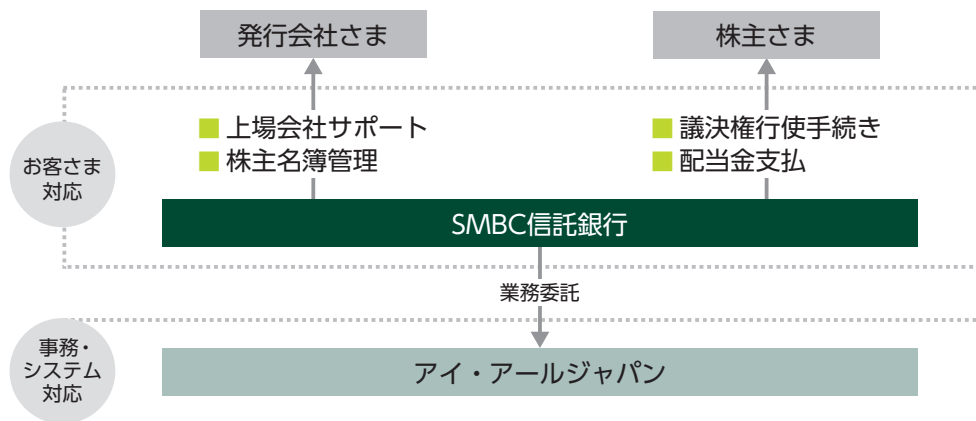 発行会社さま
株主さま
上場会社サポート
株主名簿管理
議決権行使手続き
配当金支払
お客さま
対応
SMBC信託銀行
業務委託
事務・
システム
対応
アイ・アールジャパン